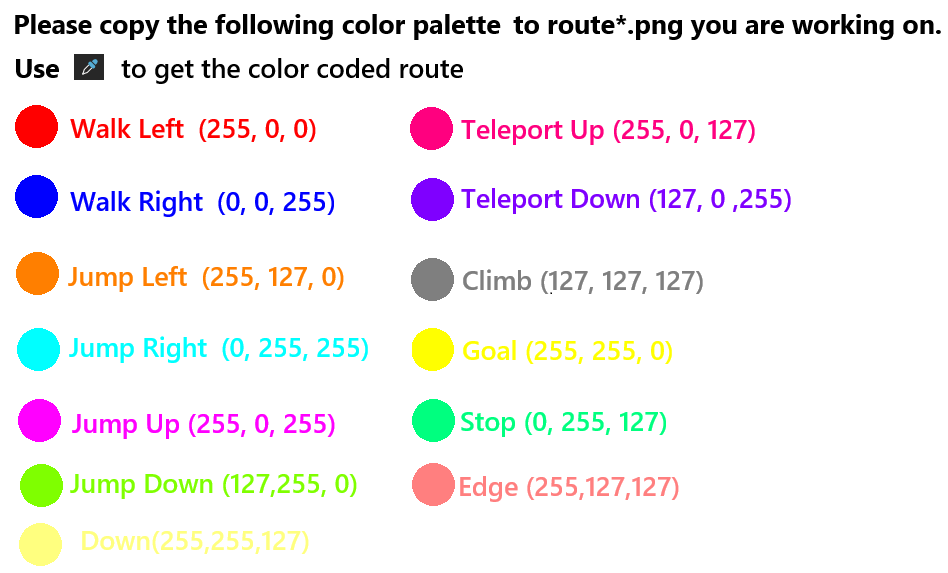 Please copy the following color palette to route*.png you are working on.
Use to get the color coded route
Walk Left (255, 0, 0)
Teleport Up (255, 0, 127)
Walk Right (0, 0, 255)
Teleport Down (127, 0 ,255)
Jump Left (255, 127, 0)
Climb (127, 127, 127)
Jump Right (0, 255, 255)
Goal (255, 255, 0)
Jump Up (255, 0, 255)
Stop (0, 255, 127)
Jump Down (127,255, 0)
Edge (255,127,127)
Down(255,255,127)